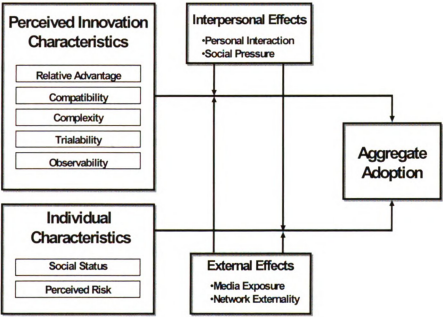 Perceived Innovation
Characteristics
Relative Advantage
Compatibility
Complexity
Trialability
Observability
Interpersonal Effects
•Personal Interaction
•Social Pressure
Aggregate
Adoption
Individual
Characteristics
Social Status
Perceived Risk
External Effects
•Media Exposure
•Network Externality